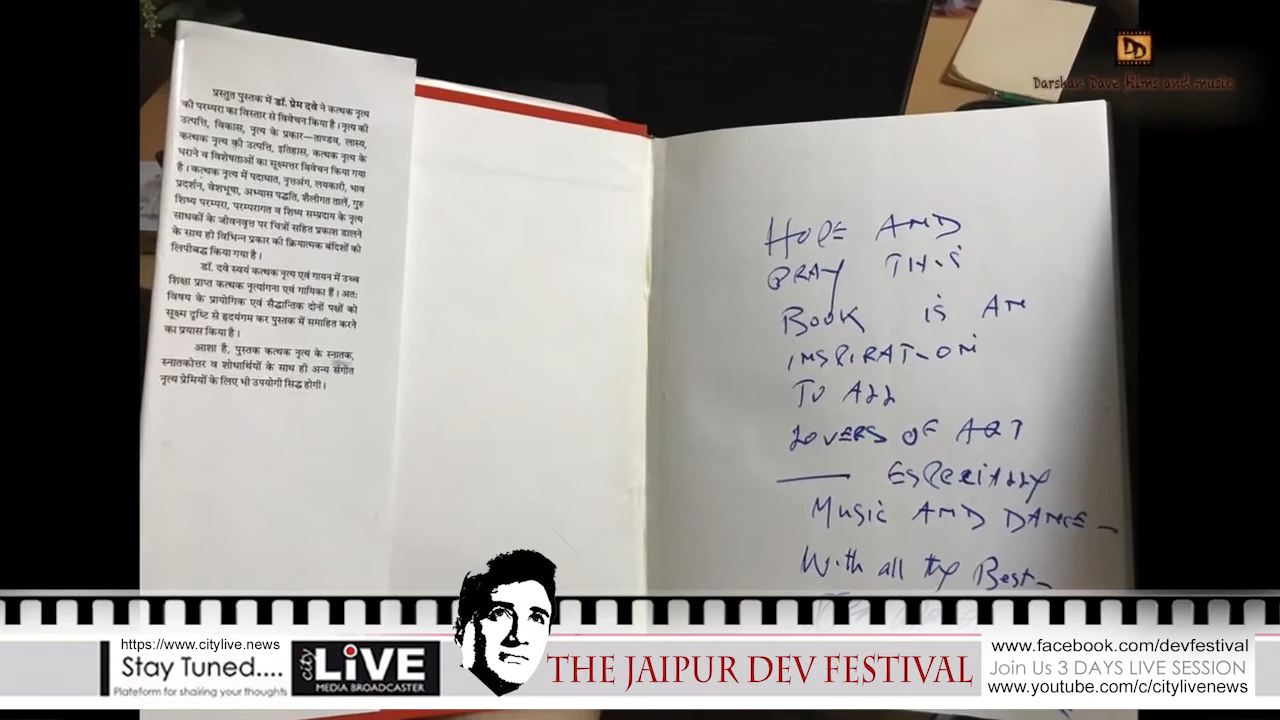 प्रस्तुत पुस्तक में डॉ. प्रेम दवे ने कत्थक नृत्य
की परम्परा का विस्तार से विवेचन किया है। नृत्य की
उत्पत्ति, विकास, नृत्य के प्रकार—ताण्डव, लास्य,
कत्थक नृत्य की उत्पत्ति, इतिहास, कत्थक नृत्य के
घराने व विशेषताओं का सूक्ष्मतर विवेचन किया गया
है। कत्थक नृत्य में पदाघात, नृत्तअंग, लयकारी, भाव
प्रदर्शन, वेशभूषा, अभ्यास पद्धति, शैलीगत तालें, गुरु
शिष्य परम्परा, परम्परागत व शिष्य सम्प्रदाय के नृत्य
साधकों के जीवनवृत्त पर चित्रों सहित प्रकाश डालने
के साथ ही विभिन्न प्रकार की क्रियात्मक बंदिशों को
लिपीबद्ध किया गया है।
डॉ. दवे स्वयं कत्थक नृत्य एवं गायन में उच्च
शिक्षा प्राप्त कत्थक नृत्यांगना एवं गायिका हैं। अतः
विषय के प्रायोगिक एवं सैद्धान्तिक दोनों पक्षों को
सूक्ष्म दृष्टि से हृदयंगम कर पुस्तक में समाहित करने
का प्रयास किया है।
आशा है, पुस्तक कत्थक नृत्य के स्नातक,
स्नातकोत्तर व शोधार्थियों के साथ ही अन्य संगीत
नृत्य प्रेमियों के लिए भी उपयोगी सिद्ध होगी।
HOPE AND
PRAY THIS
BOOK IS AN
INSPIRATION
TO ALL
LOVERS OF ART
— ESPECIALLY
MUSIC AND DANCE —
With all the Best —
DD
Darshan Dave films and music
https://www.citylive.news
Stay Tuned....
Plateform for shairing your thoughts
city LiVE
MEDIA BROADCASTER
THE JAIPUR DEV FESTIVAL
www.facebook.com/devfestival
Join Us 3 DAYS LIVE SESSION
www.youtube.com/c/citylivenews